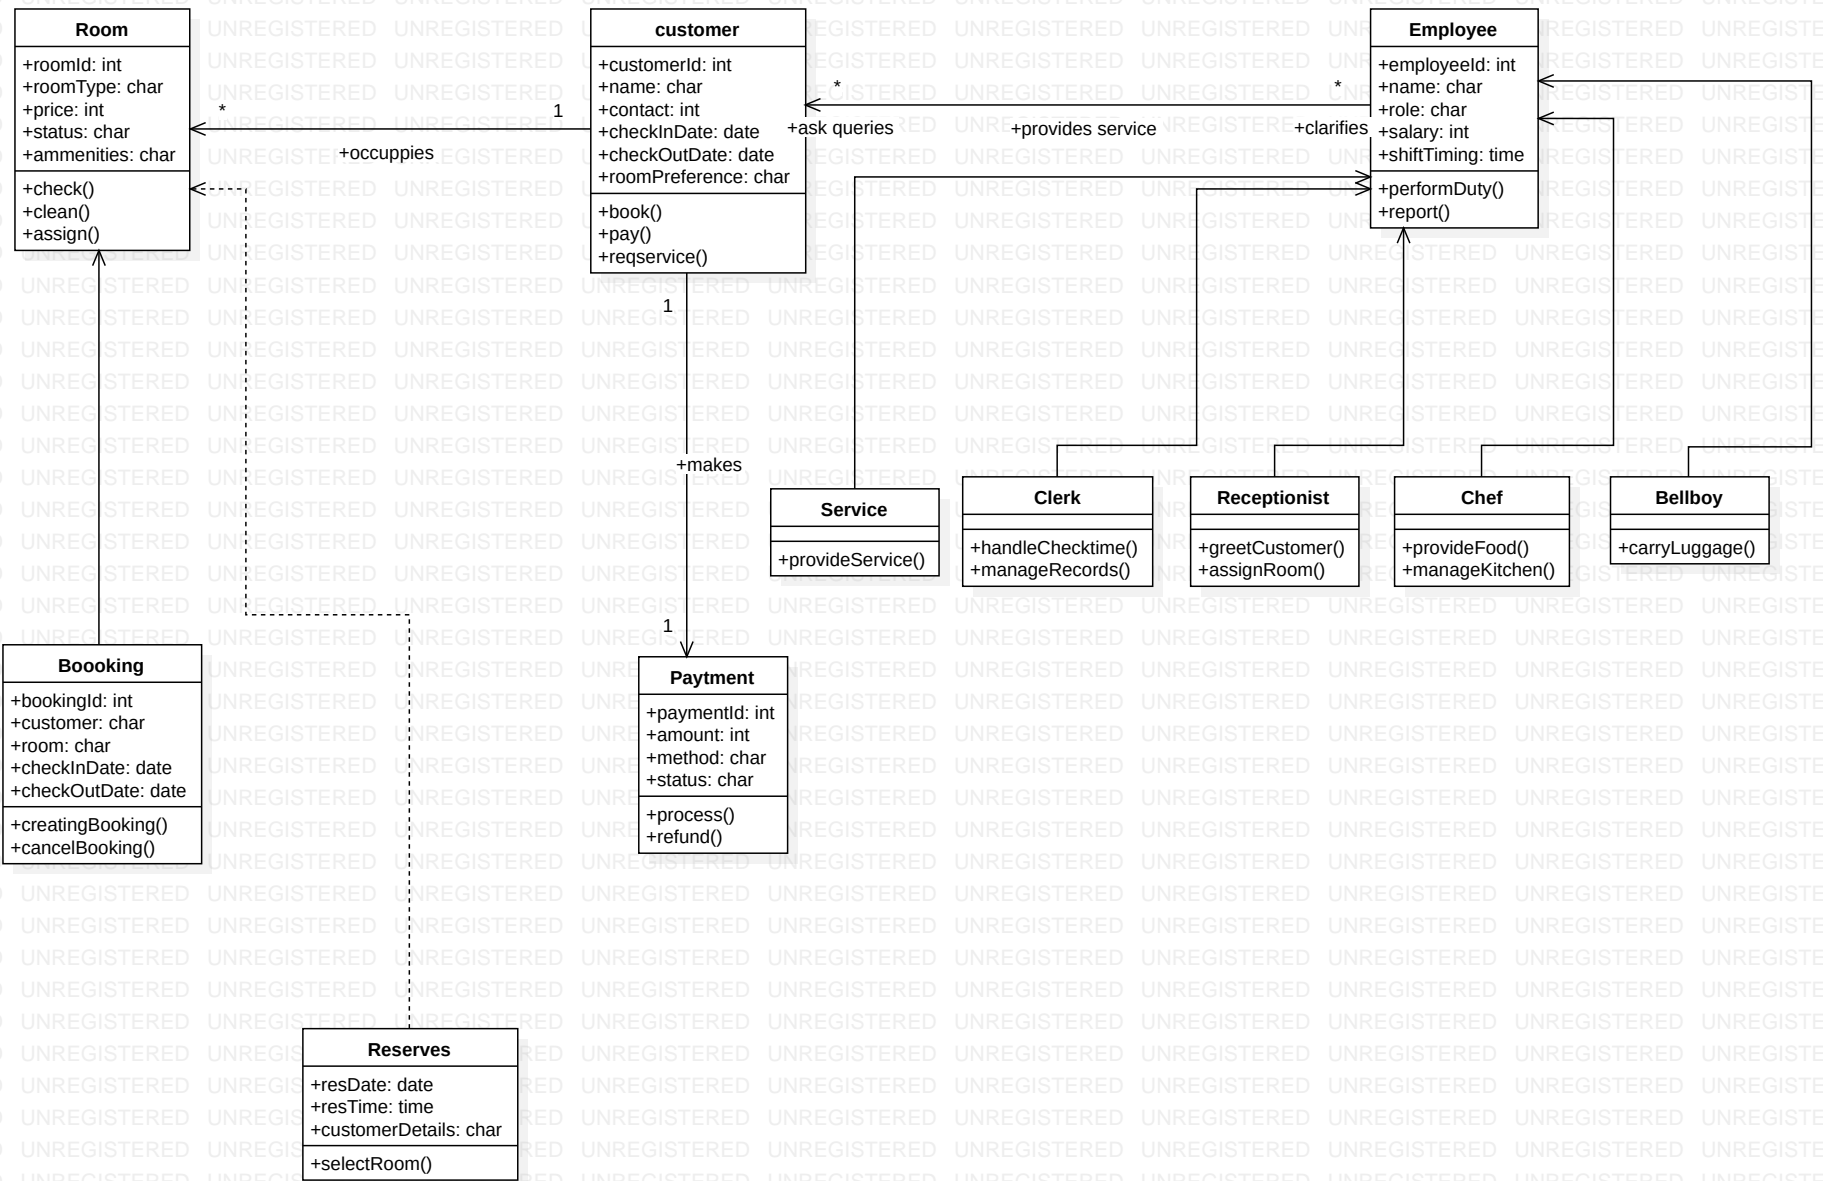 Room
+roomId: int
+roomType: char
+price: int
+status: char
+ammenities: char
+check()
+clean()
+assign()
*
1
+occuppies
customer
+customerId: int
+name: char
+contact: int
+checkInDate: date
+checkOutDate: date
+roomPreference: char
+book()
+pay()
+reqservice()
*
*
+ask queries
+provides service
+clarifies
Employee
+employeeId: int
+name: char
+role: char
+salary: int
+shiftTiming: time
+performDuty()
+report()
1
+makes
1
Service
+provideService()
Clerk
+handleChecktime()
+manageRecords()
Receptionist
+greetCustomer()
+assignRoom()
Chef
+provideFood()
+manageKitchen()
Bellboy
+carryLuggage()
Boooking
+bookingId: int
+customer: char
+room: char
+checkInDate: date
+checkOutDate: date
+creatingBooking()
+cancelBooking()
Paytment
+paymentId: int
+amount: int
+method: char
+status: char
+process()
+refund()
Reserves
+resDate: date
+resTime: time
+customerDetails: char
+selectRoom()
UNREGISTERED